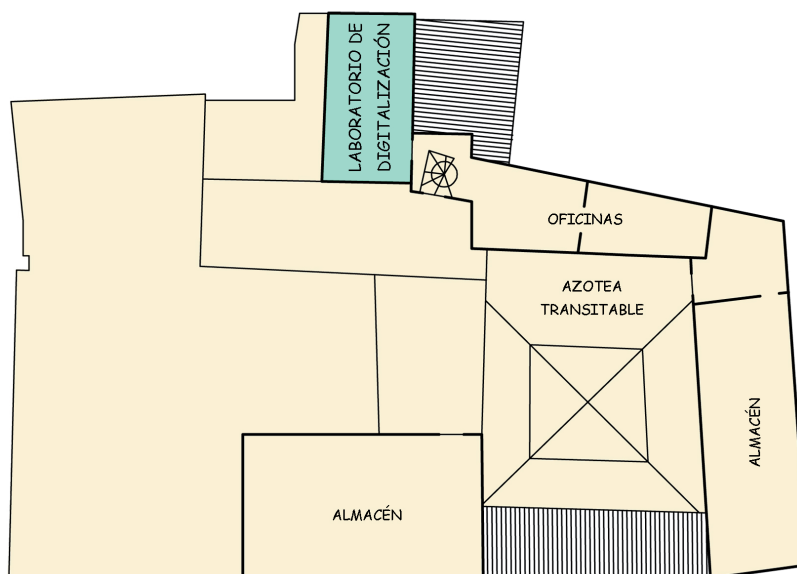 LABORATORIO DE
DIGITALIZACIÓN
OFICINAS
AZOTEA
TRANSITABLE
ALMACÉN
ALMACÉN